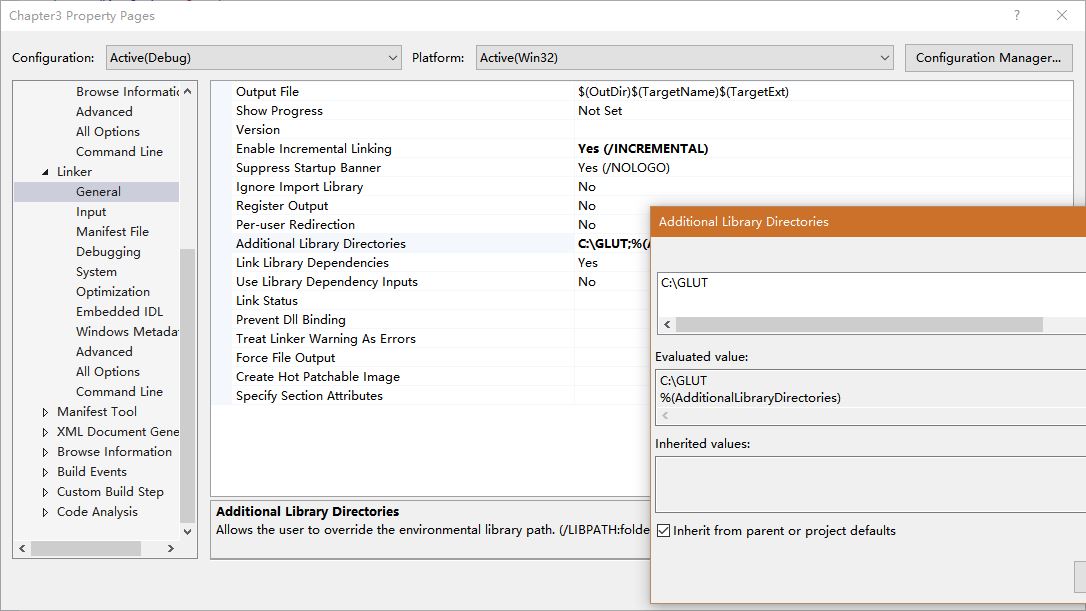 Chapter3 Property Pages
Configuration: Active(Debug) Platform: Active(Win32) Configuration Manager...
Browse Informatic
Advanced
All Options
Command Line
Linker
General
Input
Manifest File
Debugging
System
Optimization
Embedded IDL
Windows Metadat
Advanced
All Options
Command Line
Manifest Tool
XML Document Gene
Browse Information
Build Events
Custom Build Step
Code Analysis
Output File $(OutDir)$(TargetName)$(TargetExt)
Show Progress Not Set
Version
Enable Incremental Linking Yes (/INCREMENTAL)
Suppress Startup Banner Yes (/NOLOGO)
Ignore Import Library No
Register Output No
Per-user Redirection No
Additional Library Directories C:\GLUT;%(A
Link Library Dependencies Yes
Use Library Dependency Inputs No
Link Status
Prevent Dll Binding
Treat Linker Warning As Errors
Force File Output
Create Hot Patchable Image
Specify Section Attributes
Additional Library Directories
Allows the user to override the environmental library path. (/LIBPATH:folde
Additional Library Directories
C:\GLUT
Evaluated value:
C:\GLUT
%(AdditionalLibraryDirectories)
Inherited values:
Inherit from parent or project defaults